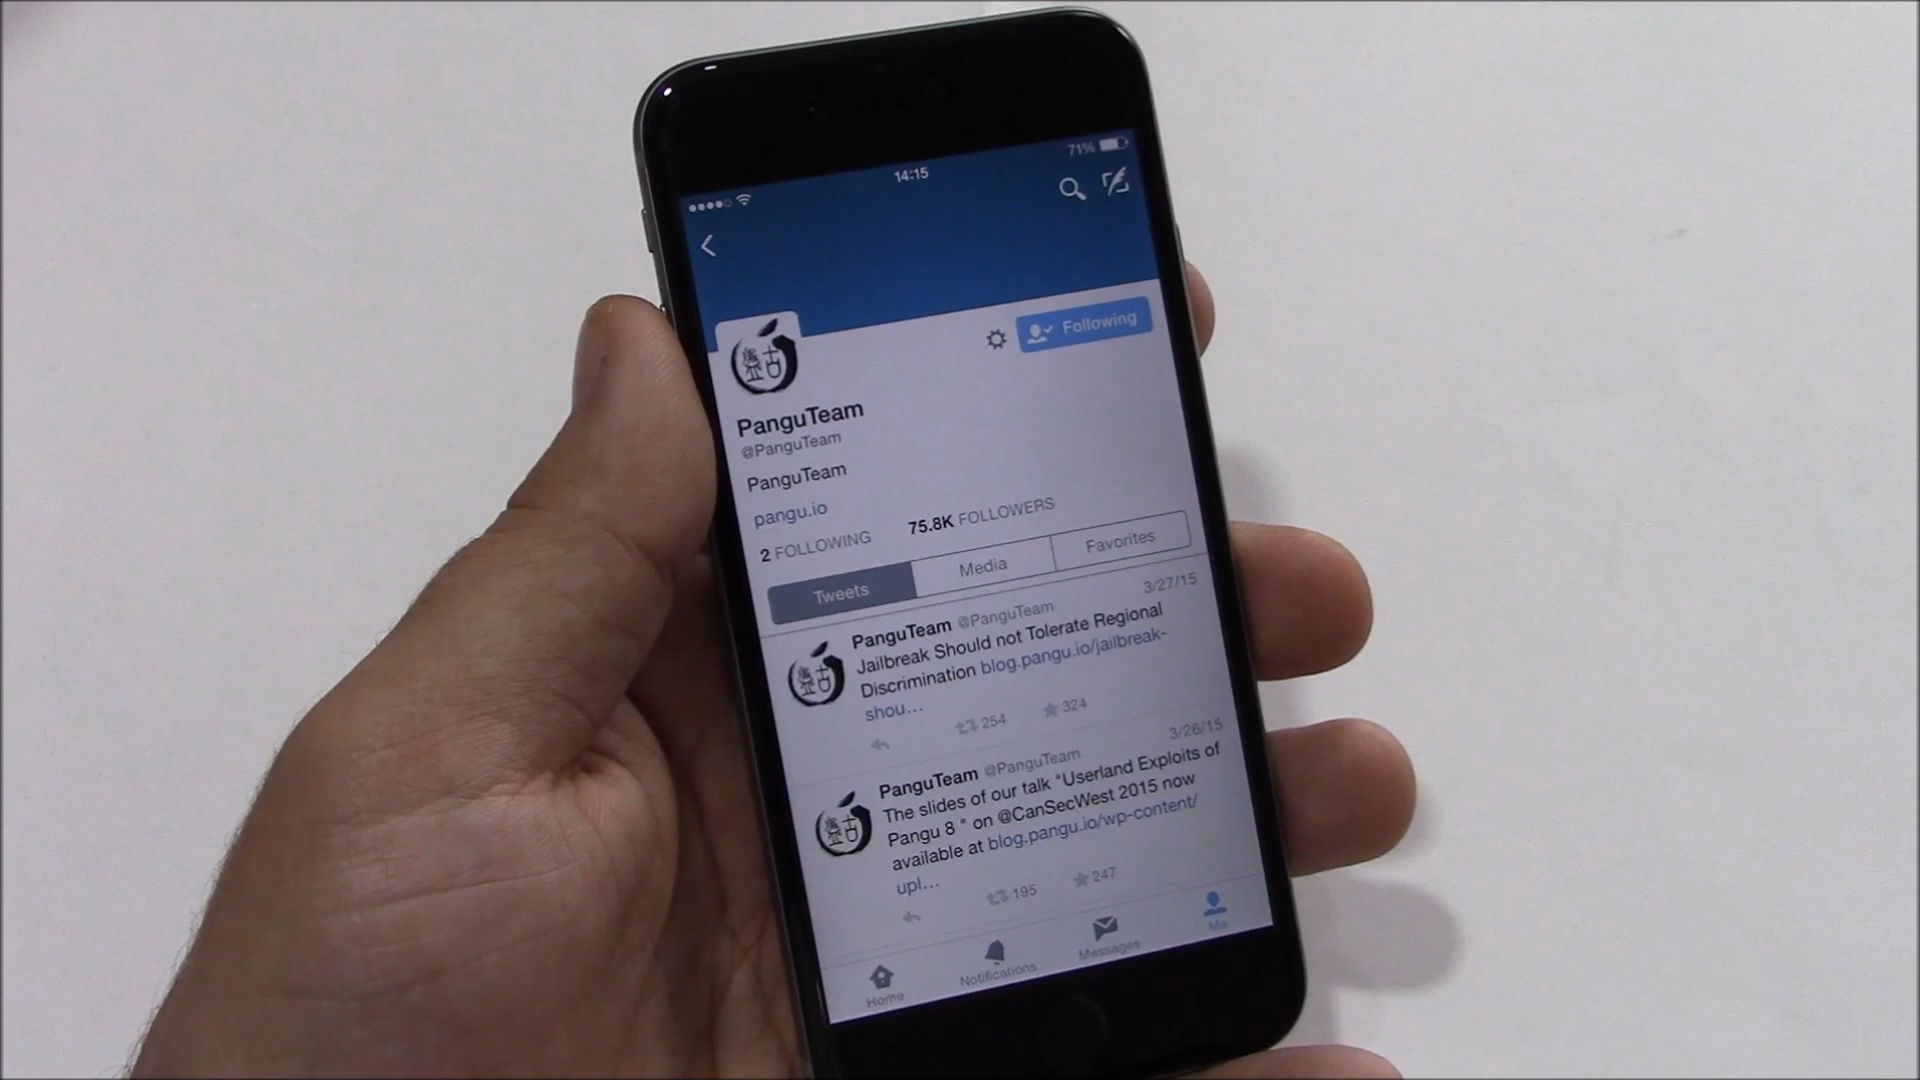 71%
14:15
Following
PanguTeam
@PanguTeam
PanguTeam
pangu.io
2 FOLLOWING 75.8K FOLLOWERS
Tweets Media Favorites
PanguTeam @PanguTeam 3/27/15
Jailbreak Should not Tolerate Regional
Discrimination blog.pangu.io/jailbreak-
shou...
254 324
PanguTeam @PanguTeam 3/26/15
The slides of our talk "Userland Exploits of
Pangu 8 " on @CanSecWest 2015 now
available at blog.pangu.io/wp-content/
upl...
195 247
Home Notifications Messages Me